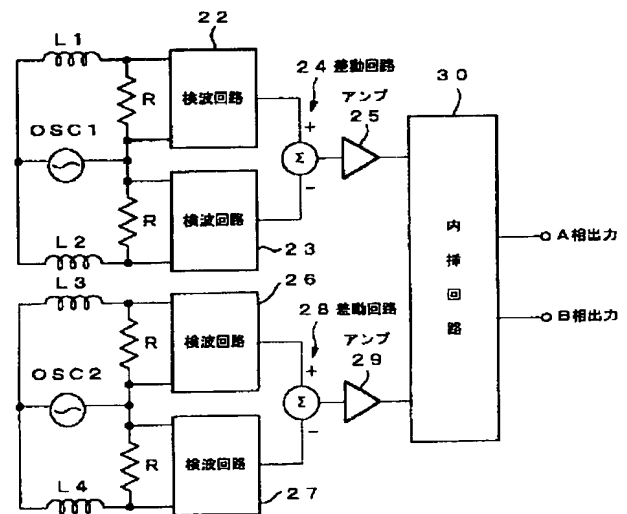 22
L1
検波回路
R
24 差動回路
アンプ
25
30
OSC1
+
Σ
−
R
検波回路
L2
23
内挿回路
A相出力
B相出力
L3
26
検波回路
R
28 差動回路
アンプ
29
OSC2
+
Σ
−
R
検波回路
L4
27